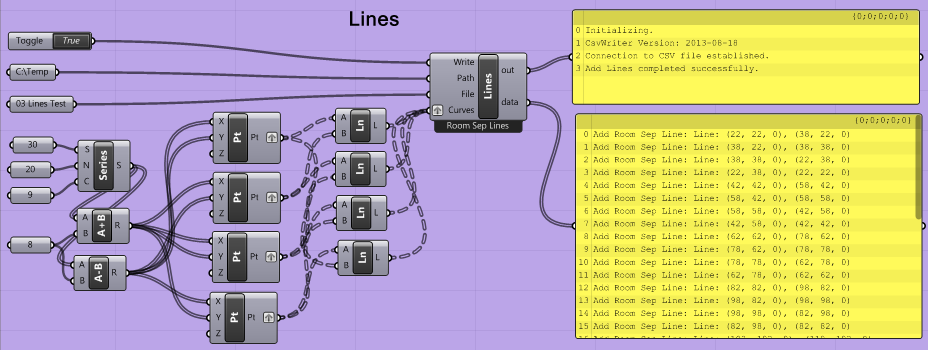 Lines
Toggle True
C:\Temp
03 Lines Test
30
20
9
8
S
N
C
Series
S
A
B
A+B
R
A
B
A-B
R
X
Y
Z
Pt
Pt
X
Y
Z
Pt
Pt
X
Y
Z
Pt
Pt
X
Y
Z
Pt
Pt
A
B
Ln
L
A
B
Ln
L
A
B
Ln
L
A
B
Ln
L
Write
Path
File
Curves
Lines
out
data
Room Sep Lines
{0;0;0;0;0}
0 Initializing.
1 CsvWriter Version: 2013-06-18
2 Connection to CSV file established.
3 Add Lines completed successfully.
{0;0;0;0;0}
0 Add Room Sep Line: Line: (22, 22, 0), (38, 22, 0)
1 Add Room Sep Line: Line: (38, 22, 0), (38, 38, 0)
2 Add Room Sep Line: Line: (38, 38, 0), (22, 38, 0)
3 Add Room Sep Line: Line: (22, 38, 0), (22, 22, 0)
4 Add Room Sep Line: Line: (42, 42, 0), (58, 42, 0)
5 Add Room Sep Line: Line: (58, 42, 0), (58, 58, 0)
6 Add Room Sep Line: Line: (58, 58, 0), (42, 58, 0)
7 Add Room Sep Line: Line: (42, 58, 0), (42, 42, 0)
8 Add Room Sep Line: Line: (62, 62, 0), (78, 62, 0)
9 Add Room Sep Line: Line: (78, 62, 0), (78, 78, 0)
10 Add Room Sep Line: Line: (78, 78, 0), (62, 78, 0)
11 Add Room Sep Line: Line: (62, 78, 0), (62, 62, 0)
12 Add Room Sep Line: Line: (82, 82, 0), (98, 82, 0)
13 Add Room Sep Line: Line: (98, 82, 0), (98, 98, 0)
14 Add Room Sep Line: Line: (98, 98, 0), (82, 98, 0)
15 Add Room Sep Line: Line: (82, 98, 0), (82, 82, 0)